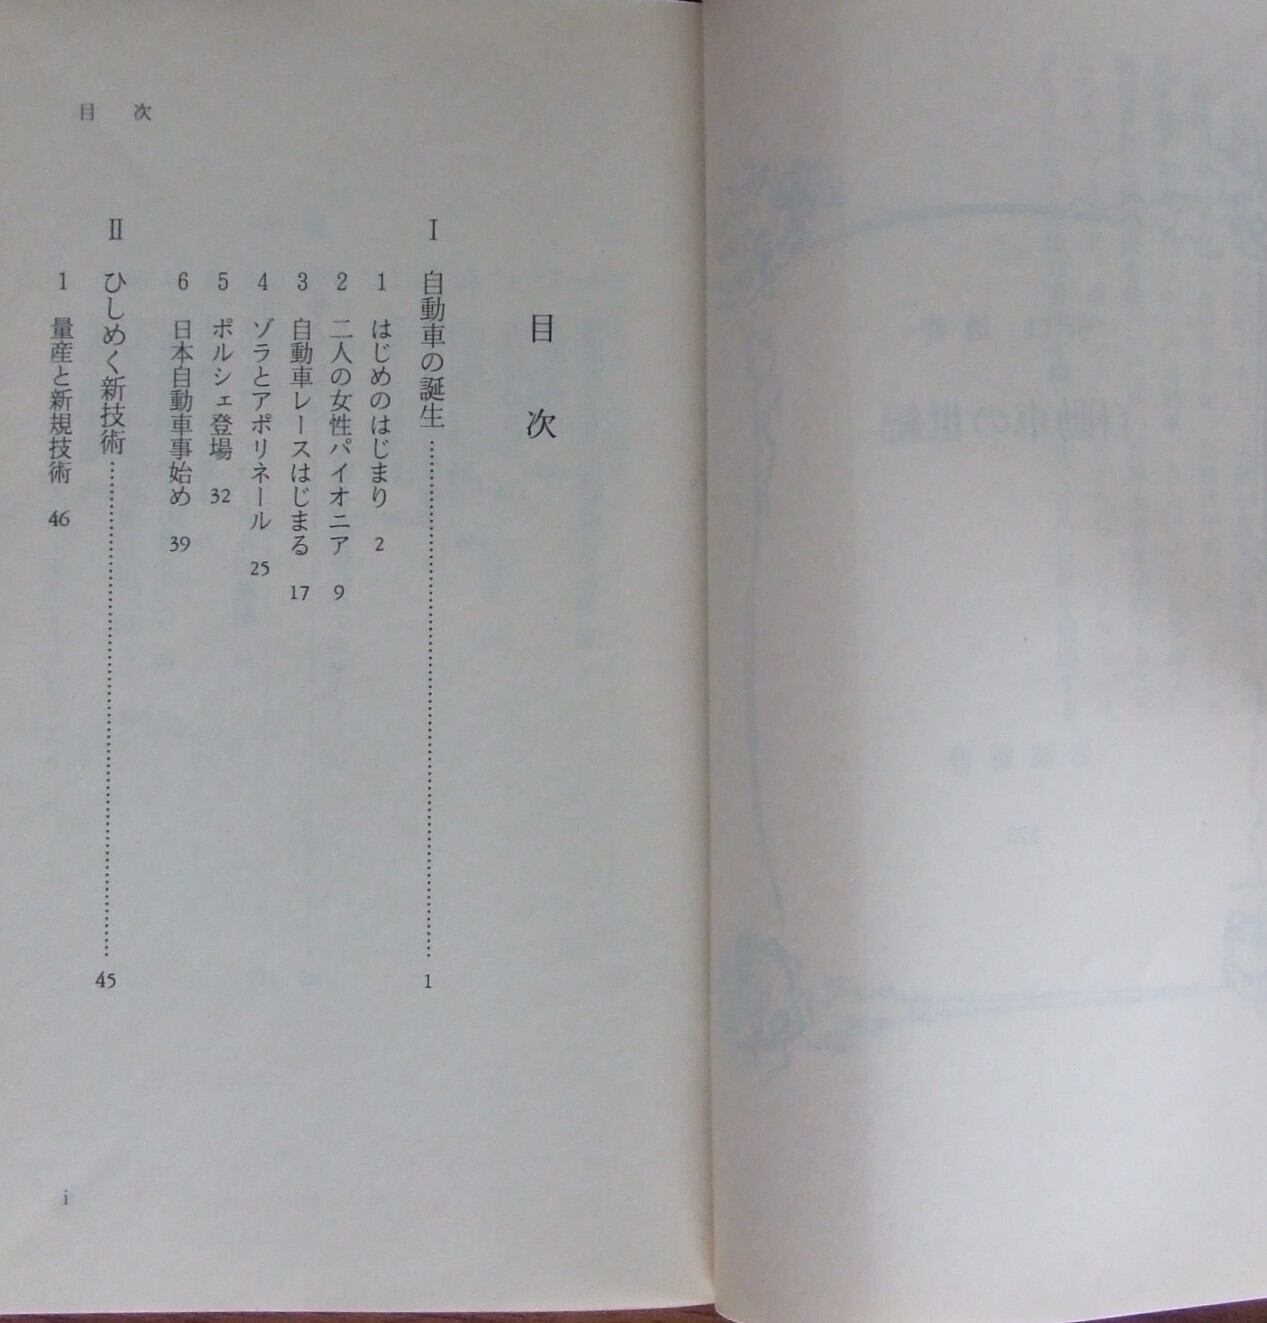 目次
目次
I 自動車の誕生……1
1 はじめのはじまり 2
2 二人の女性パイオニア 9
3 自動車レースはじまる 17
4 ゾラとアポリネール 25
5 ポルシェ登場 32
6 日本自動車事始め 39
II ひしめく新技術……45
1 量産と新規技術 46
i